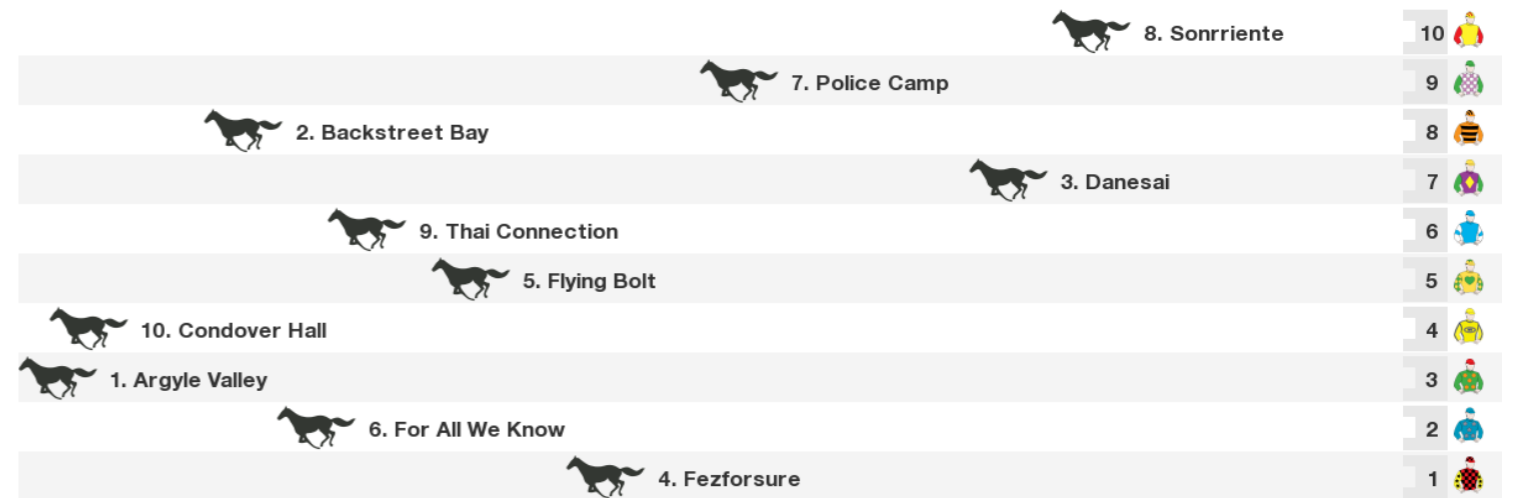 8. Sonrriente 10
7. Police Camp 9
2. Backstreet Bay 8
3. Danesai 7
9. Thai Connection 6
5. Flying Bolt 5
10. Condover Hall 4
1. Argyle Valley 3
6. For All We Know 2
4. Fezforsure 1